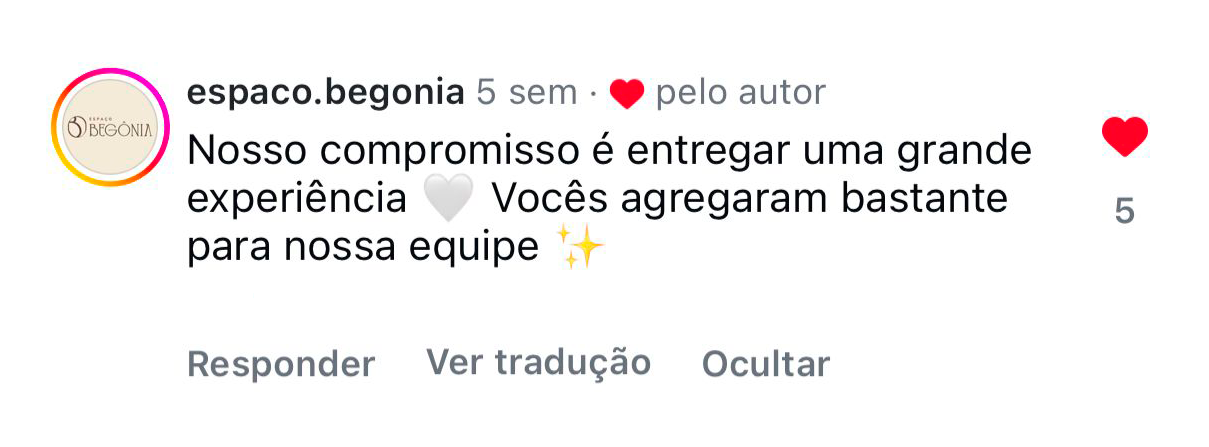 ESPAÇO
BEGÔNIA
espaco.begonia 5 sem · ❤️ pelo autor
Nosso compromisso é entregar uma grande
experiência 🤍 Vocês agregaram bastante
para nossa equipe ✨
5
Responder Ver tradução Ocultar